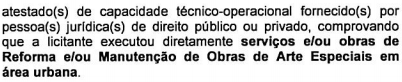 atestado(s) de capacidade técnico-operacional fornecido(s) por
pessoa(s) jurídica(s) de direito público ou privado, comprovando
que a licitante executou diretamente serviços e/ou obras de
Reforma e/ou Manutenção de Obras de Arte Especiais em
área urbana.